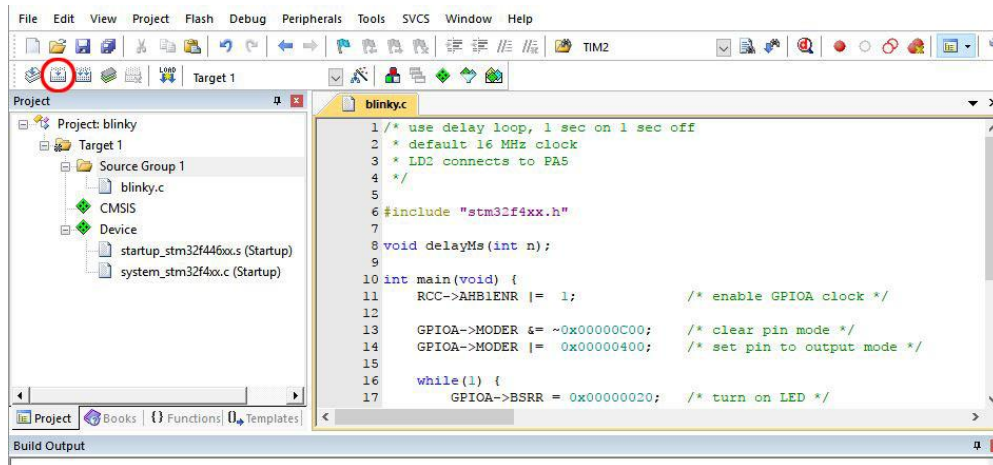 File Edit View Project Flash Debug Peripherals Tools SVCS Window Help
TIM2
LOAD Target 1
Project
blinky.c
Project: blinky
Target 1
Source Group 1
blinky.c
CMSIS
Device
startup_stm32f446xx.s (Startup)
system_stm32f4xx.c (Startup)
1 /* use delay loop, 1 sec on 1 sec off
2  * default 16 MHz clock
3  * LD2 connects to PA5
4  */
5
6 #include "stm32f4xx.h"
7
8 void delayMs(int n);
9
10 int main(void) {
11     RCC->AHB1ENR |=  1;             /* enable GPIOA clock */
12
13     GPIOA->MODER &= ~0x00000C00;    /* clear pin mode */
14     GPIOA->MODER |=  0x00000400;    /* set pin to output mode */
15
16     while(1) {
17         GPIOA->BSRR = 0x00000020;   /* turn on LED */
Project Books {} Functions 0 Templates
Build Output